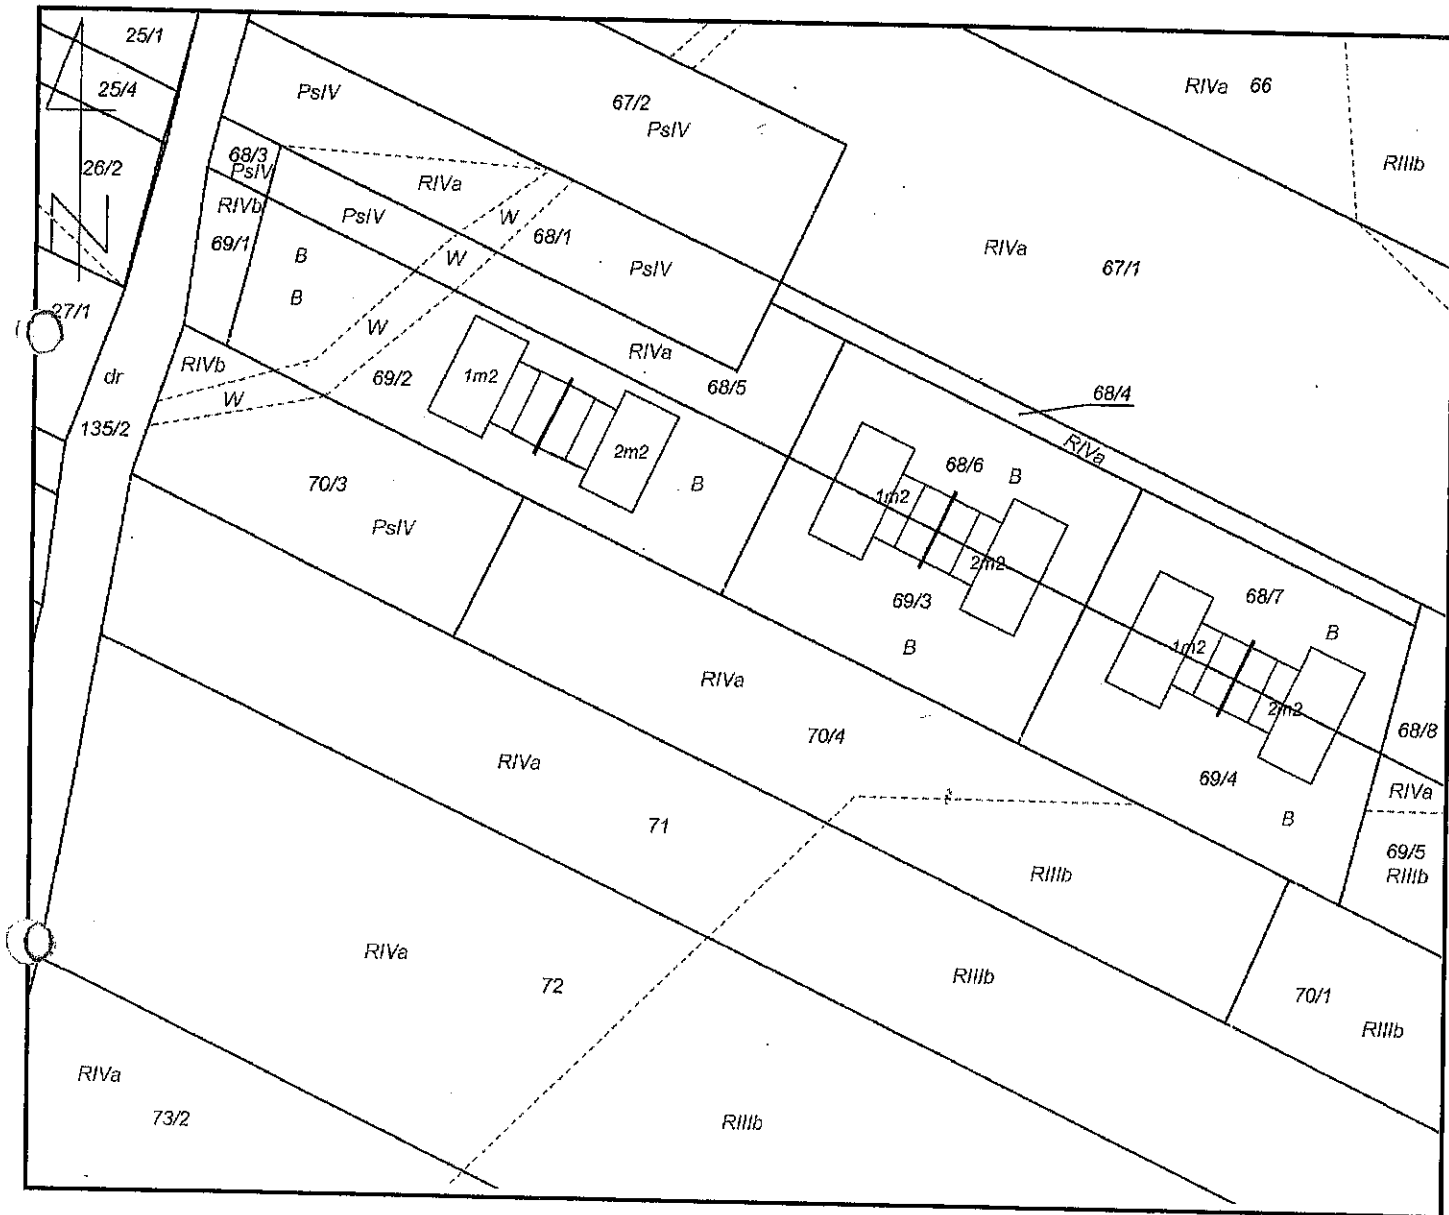 25/1
25/4
26/2
27/1
dr
135/2
PsIV
67/2
PsIV
RIVa 66
RIIIb
68/3
PsIV
RIVb
69/1
RIVa
PsIV
W
68/1
W
PsIV
B
B
W
RIVa
67/1
RIVb
W
69/2
1m2
2m2
RIVa
68/5
B
68/4
RIVa
68/6
B
1m2
2m2
69/3
B
68/7
B
1m2
2m2
69/4
B
68/8
RIVa
69/5
RIIIb
70/3
PsIV
RIVa
70/4
RIVa
71
RIIIb
RIVa
72
RIIIb
70/1
RIIIb
RIVa
73/2
RIIIb